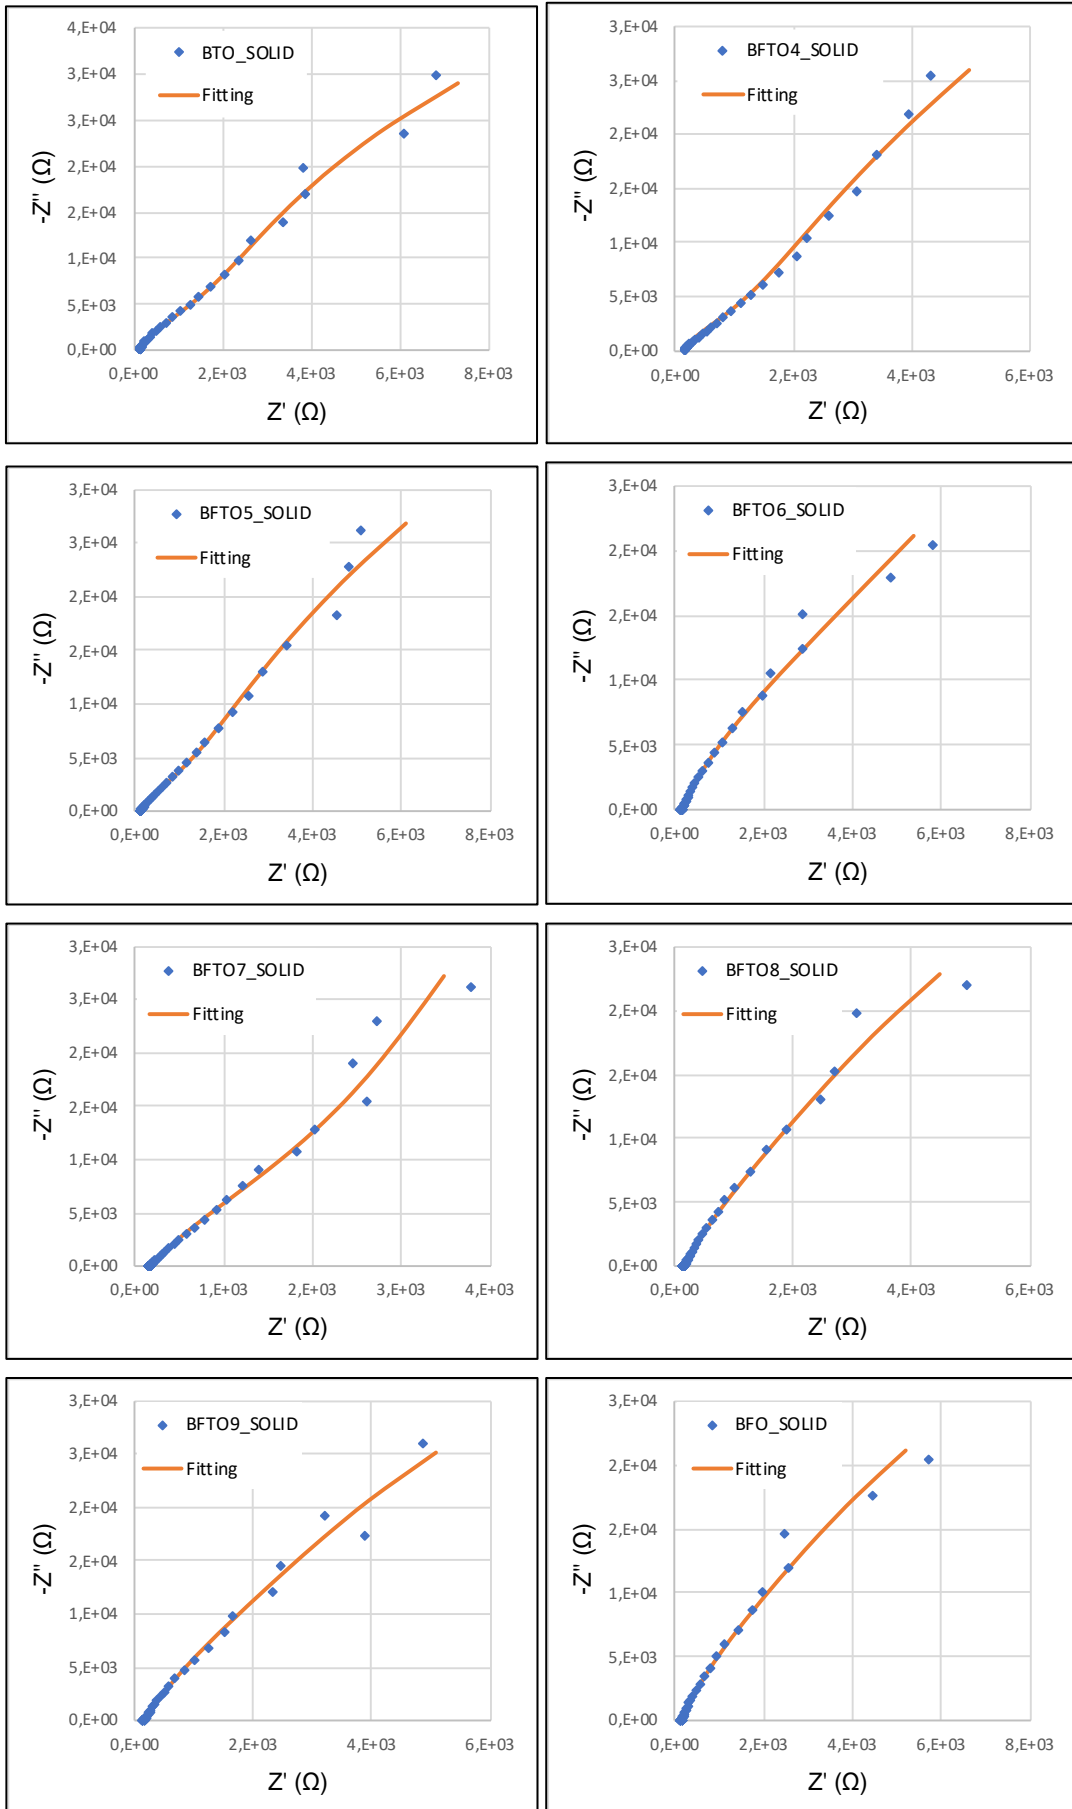 4,E+04
BTO_SOLID
3,E+04
Fitting
3,E+04
2,E+04
2,E+04
1,E+04
5,E+03
0,E+00
-Z'' (Ω)
0,E+00 2,E+03 4,E+03 6,E+03 8,E+03
Z' (Ω)
3,E+04
BFTO4_SOLID
3,E+04
Fitting
2,E+04
2,E+04
1,E+04
5,E+03
0,E+00
-Z'' (Ω)
0,E+00 2,E+03 4,E+03 6,E+03
Z' (Ω)
3,E+04
BFTO5_SOLID
3,E+04
Fitting
2,E+04
2,E+04
1,E+04
5,E+03
0,E+00
-Z'' (Ω)
0,E+00 2,E+03 4,E+03 6,E+03 8,E+03
Z' (Ω)
3,E+04
BFTO6_SOLID
2,E+04
Fitting
2,E+04
1,E+04
5,E+03
0,E+00
-Z'' (Ω)
0,E+00 2,E+03 4,E+03 6,E+03 8,E+03
Z' (Ω)
3,E+04
BFTO7_SOLID
3,E+04
Fitting
2,E+04
2,E+04
1,E+04
5,E+03
0,E+00
-Z'' (Ω)
0,E+00 1,E+03 2,E+03 3,E+03 4,E+03
Z' (Ω)
3,E+04
BFTO8_SOLID
2,E+04
Fitting
2,E+04
1,E+04
5,E+03
0,E+00
-Z'' (Ω)
0,E+00 2,E+03 4,E+03 6,E+03
Z' (Ω)
3,E+04
BFTO9_SOLID
3,E+04
Fitting
2,E+04
2,E+04
1,E+04
5,E+03
0,E+00
-Z'' (Ω)
0,E+00 2,E+03 4,E+03 6,E+03
Z' (Ω)
3,E+04
BFO_SOLID
2,E+04
Fitting
2,E+04
1,E+04
5,E+03
0,E+00
-Z'' (Ω)
0,E+00 2,E+03 4,E+03 6,E+03 8,E+03
Z' (Ω)